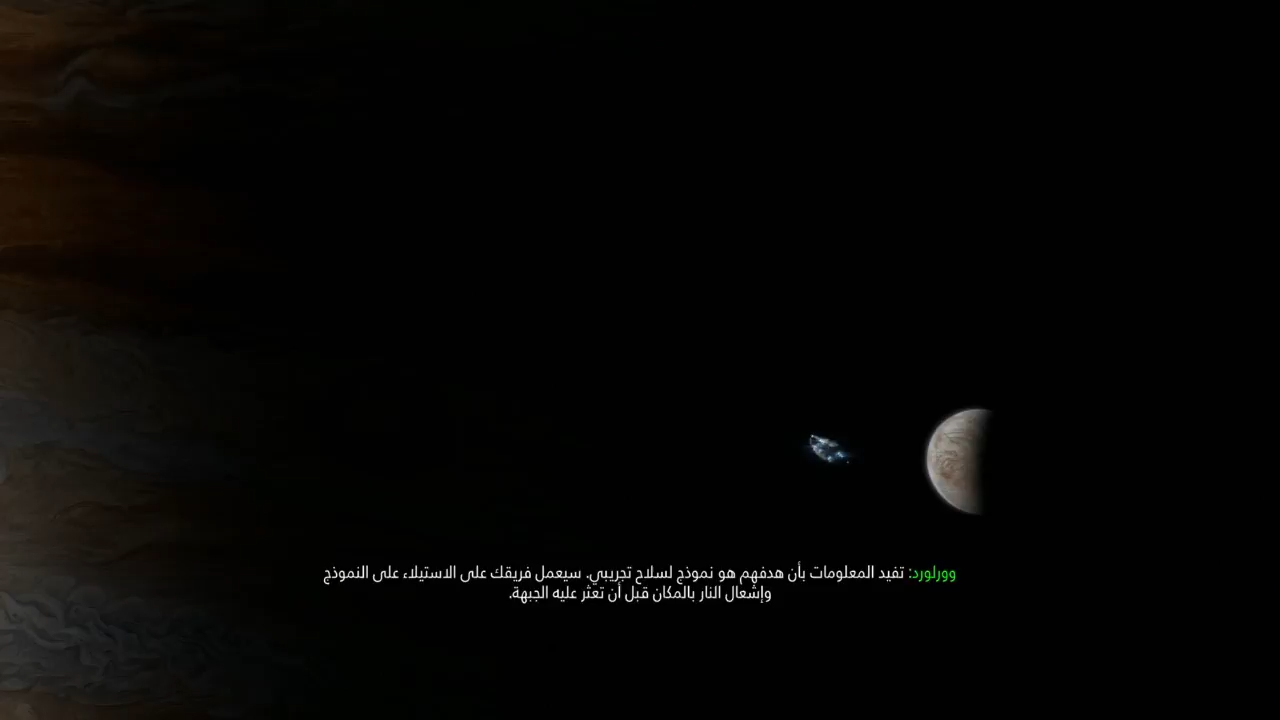 وورلورد: تفيد المعلومات بأن هدفهم هو نموذج لسلاح تجريبي. سيعمل فريقك على الاستيلاء على النموذج
وإشعال النار بالمكان قبل أن تعثر عليه الجبهة.